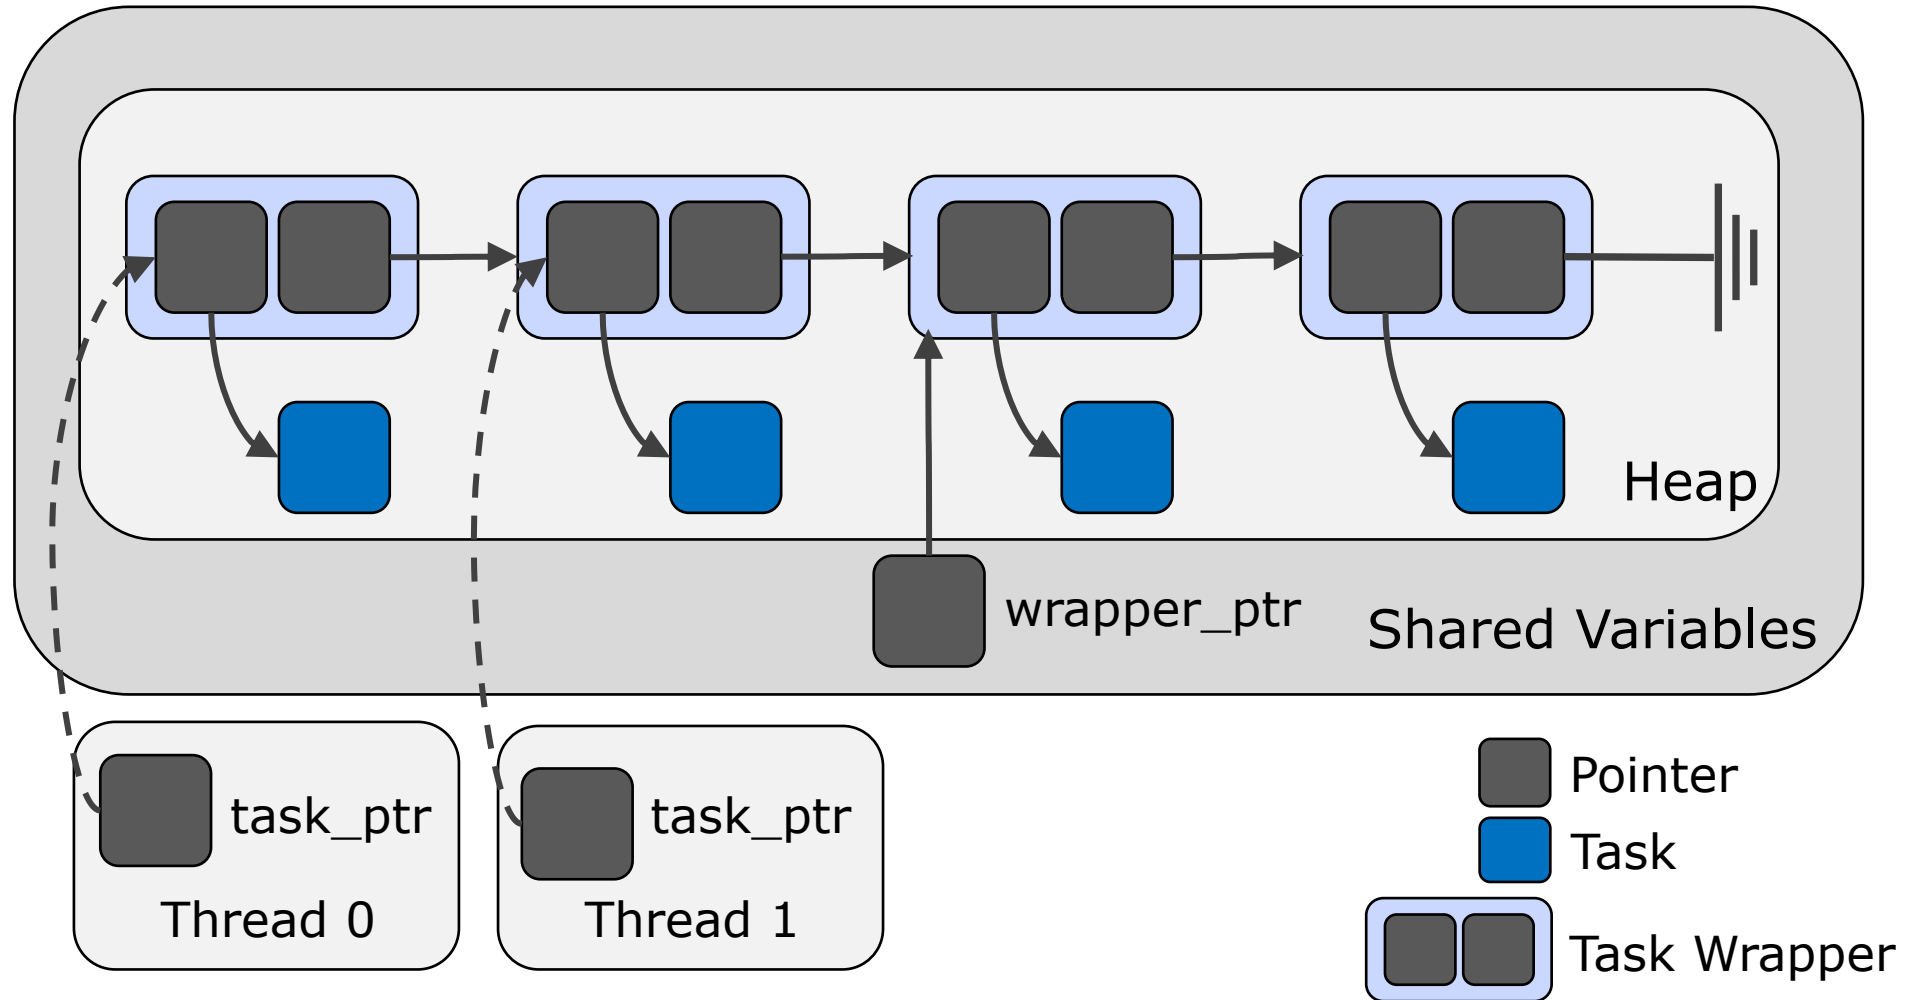 Heap
wrapper_ptr
Shared Variables
task_ptr
Thread 0
task_ptr
Thread 1
Pointer
Task
Task Wrapper